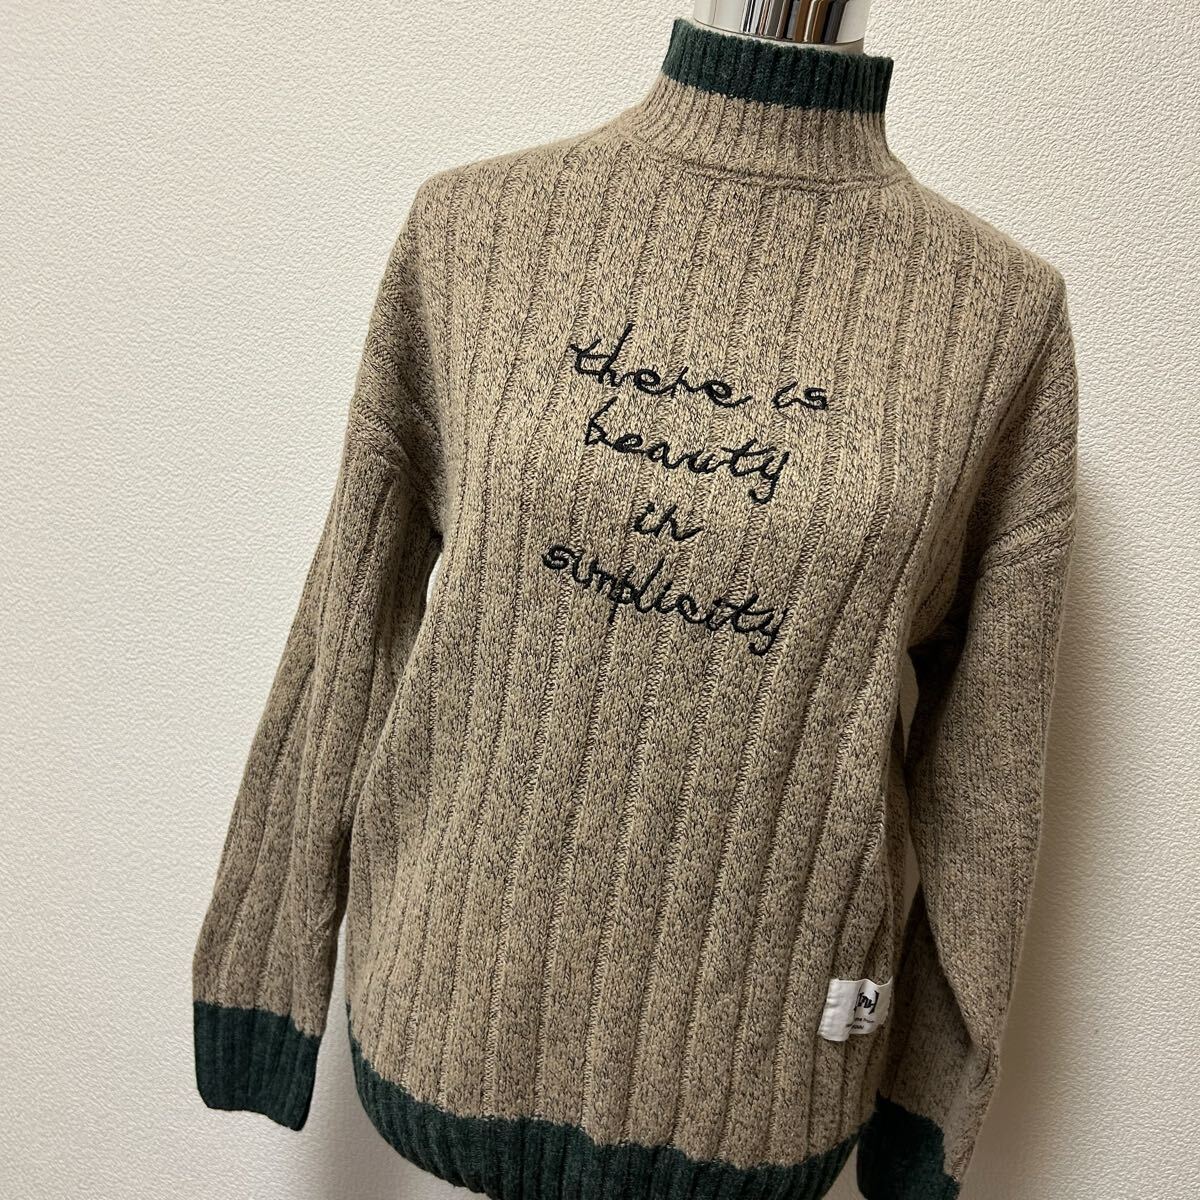 there is
beauty
in
simplicity